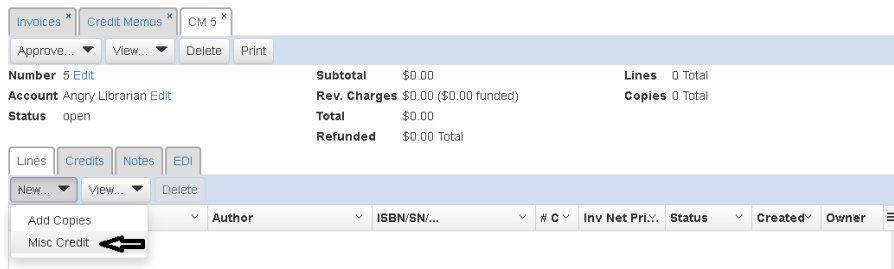 Invoices × Credit Memos × CM 5 ×
Approve... View... Delete Print
Number 5 Edit Subtotal $0.00 Lines 0 Total
Account Angry Librarian Edit Rev. Charges $0.00 ($0.00 funded) Copies 0 Total
Status open Total $0.00
Refunded $0.00 Total
Lines Credits Notes EDI
New... View... Delete
Author ISBN/SN/... # C Inv Net Pri... Status Created Owner
Add Copies
Misc Credit